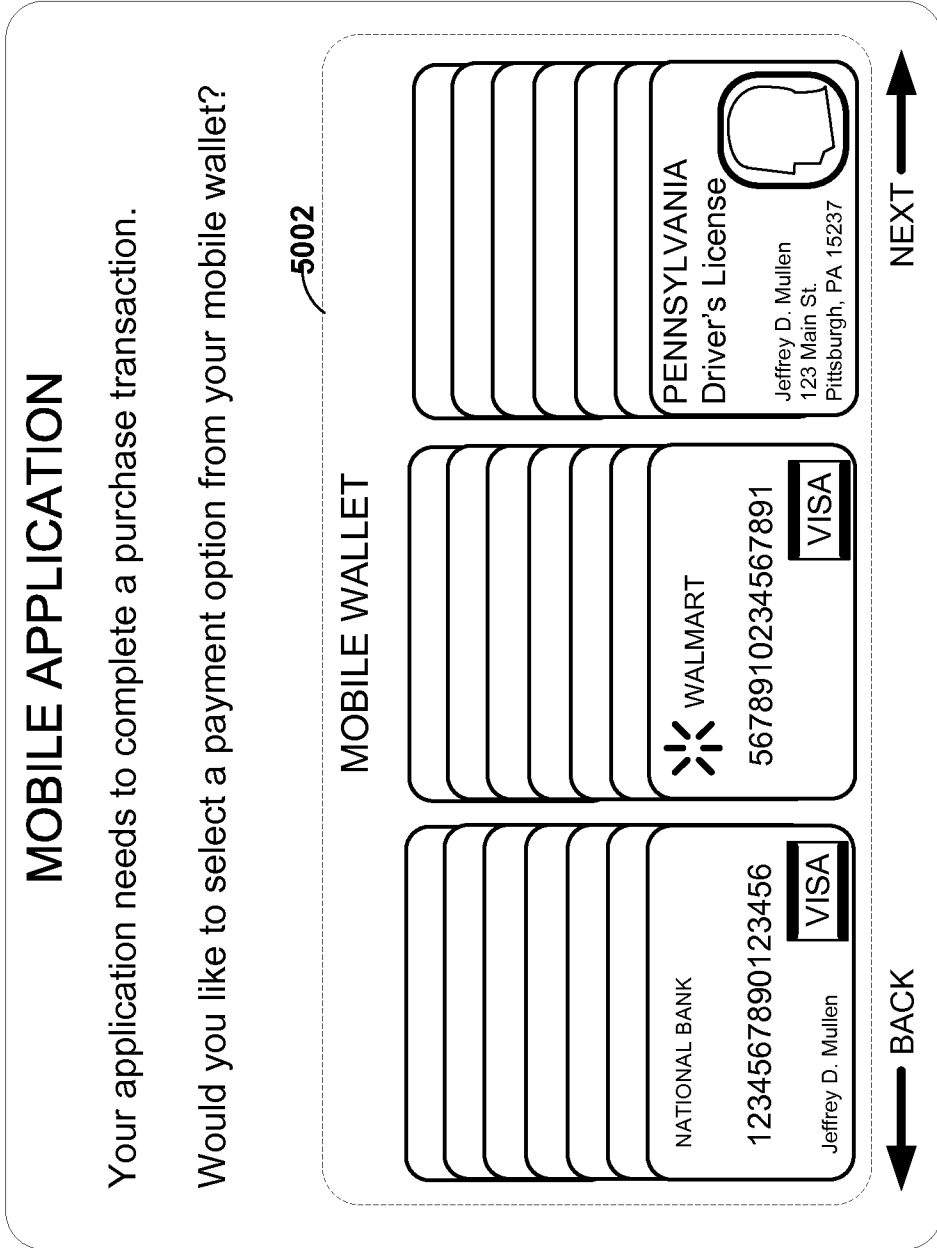 MOBILE APPLICATION
Your application needs to complete a purchase transaction.
Would you like to select a payment option from your mobile wallet?
5002
MOBILE WALLET
NATIONAL BANK
1234567890123456
Jeffrey D. Mullen
VISA
WALMART
5678910234567891
VISA
PENNSYLVANIA
Driver's License
Jeffrey D. Mullen
123 Main St.
Pittsburgh, PA 15237
BACK
NEXT